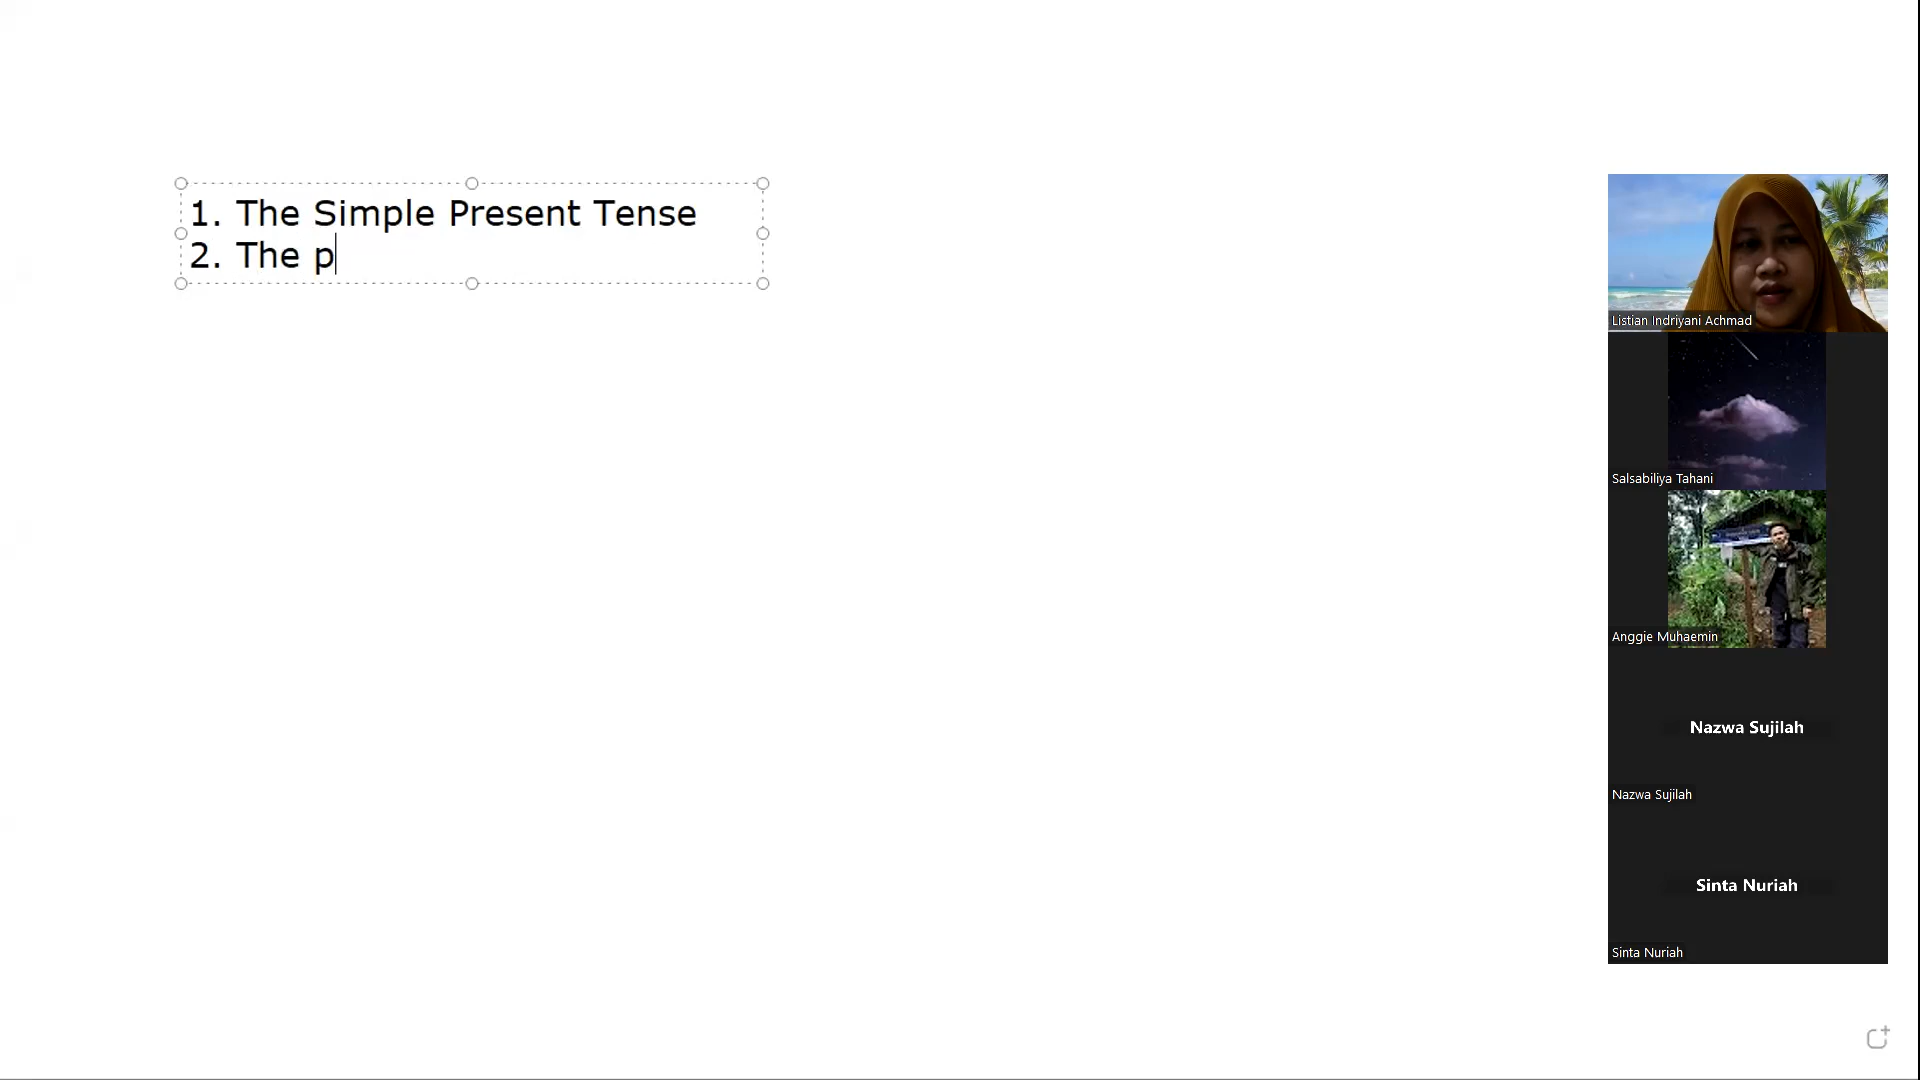 1. The Simple Present Tense
2. The p
Listian Indriyani Achmad
Salsabiliya Tahani
Anggie Muhaemin
Nazwa Sujilah
Nazwa Sujilah
Sinta Nuriah
Sinta Nuriah